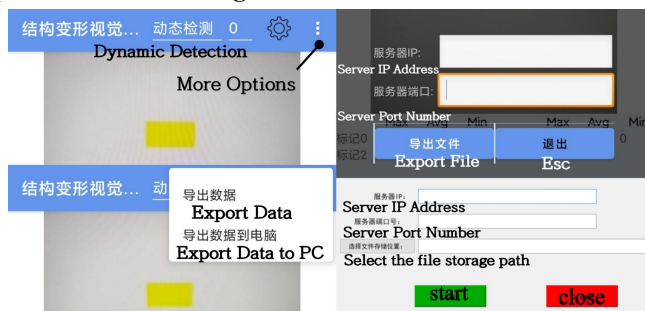 结构变形视觉... 动态检测 0
Dynamic Detection
More Options
结构变形视觉... 动
导出数据
Export Data
导出数据到电脑
Export Data to PC
服务器IP:
Server IP Address
服务器端口:
Server Port Number
Max Avg Min Max Avg Min
标记0 0
标记2
导出文件 退出
Export File Esc
服务器IP:
Server IP Address
服务器端口号:
Server Port Number
选择文件存储位置:
Select the file storage path
start close